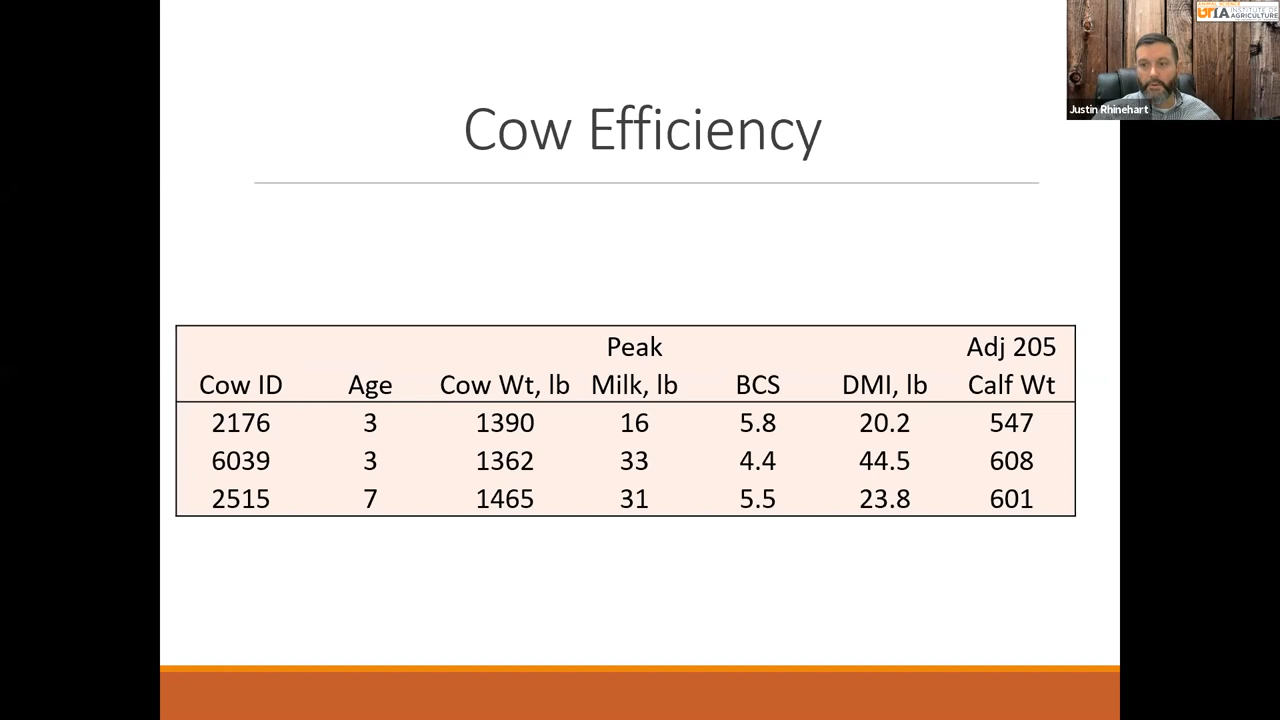 ANIMAL SCIENCE
UTIA INSTITUTE OF
AGRICULTURE
Justin Rhinehart
Cow Efficiency
Peak Adj 205
Cow ID Age Cow Wt, lb Milk, lb BCS DMI, lb Calf Wt
2176 3 1390 16 5.8 20.2 547
6039 3 1362 33 4.4 44.5 608
2515 7 1465 31 5.5 23.8 601